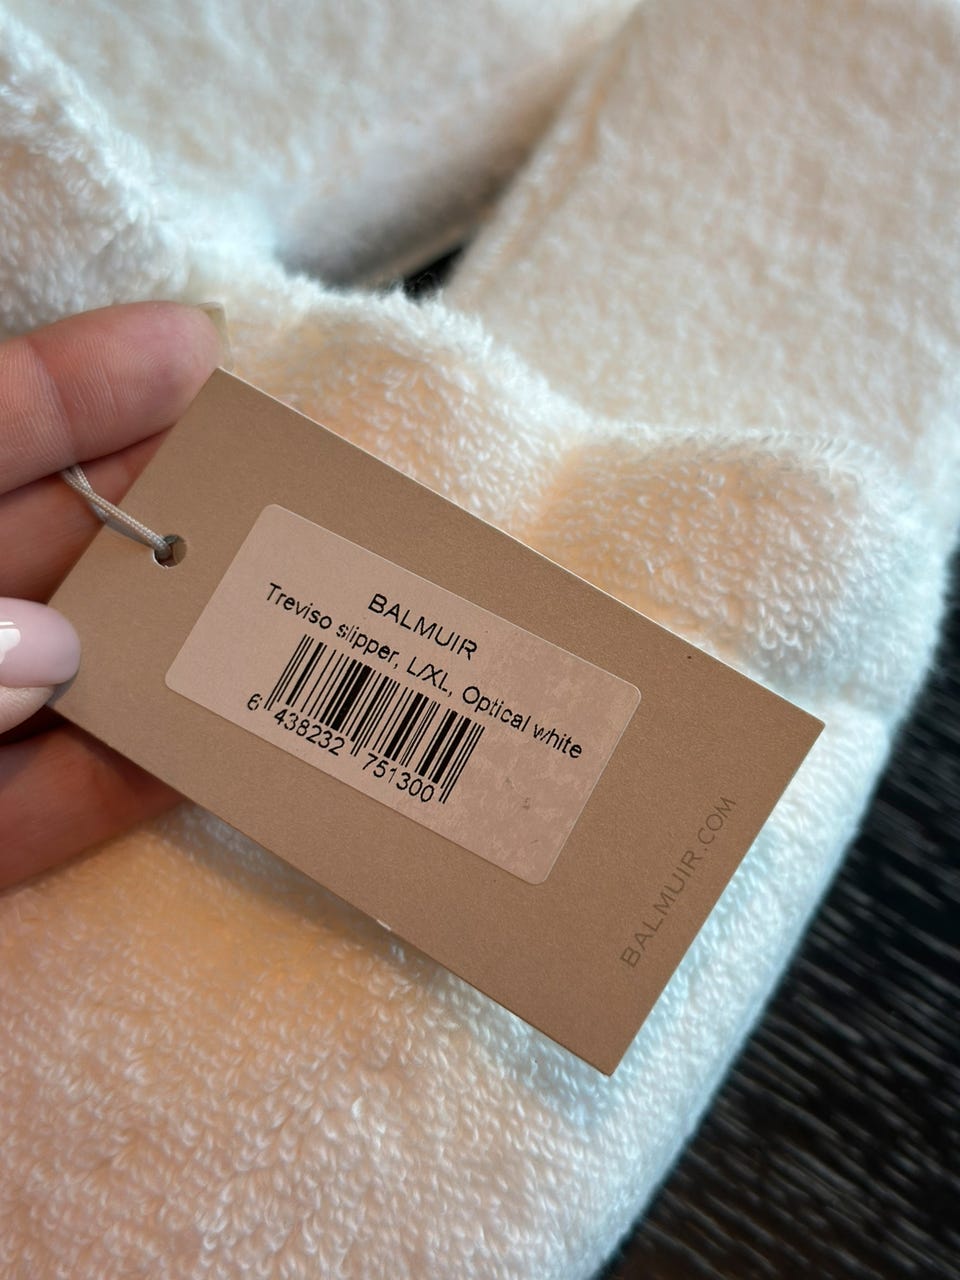 BALMUIR
Treviso slipper, L/XL, Optical white
6 438232 751300
BALMUIR.COM